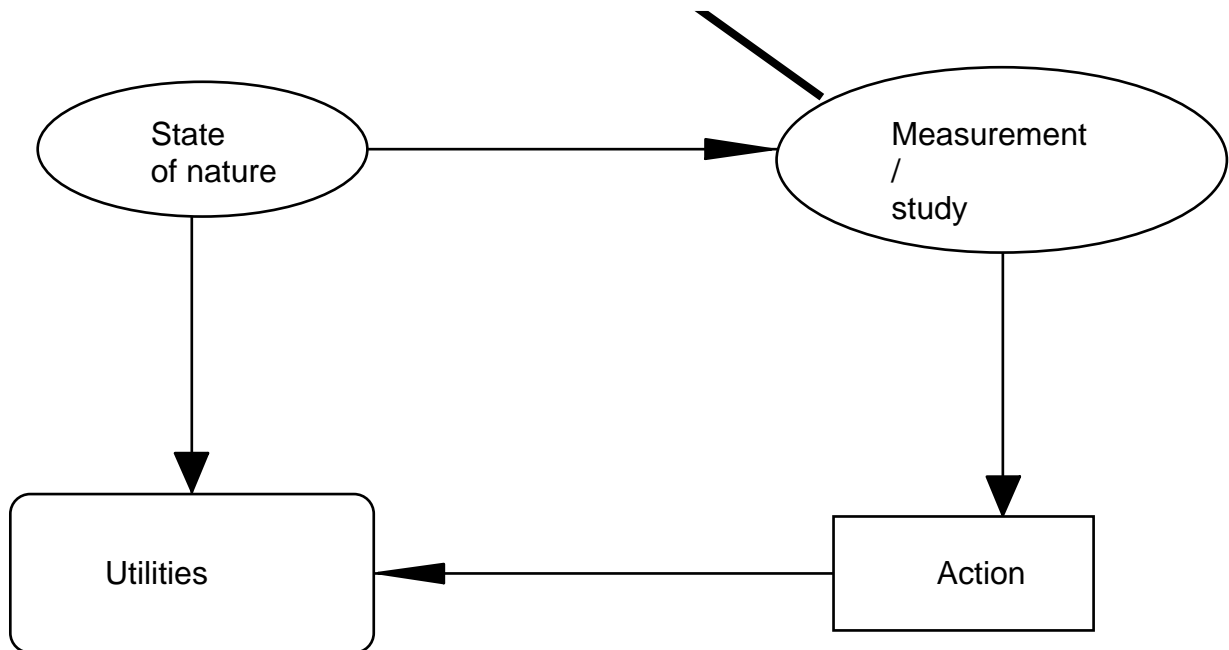 State
of nature
Measurement
/
study
Utilities
Action